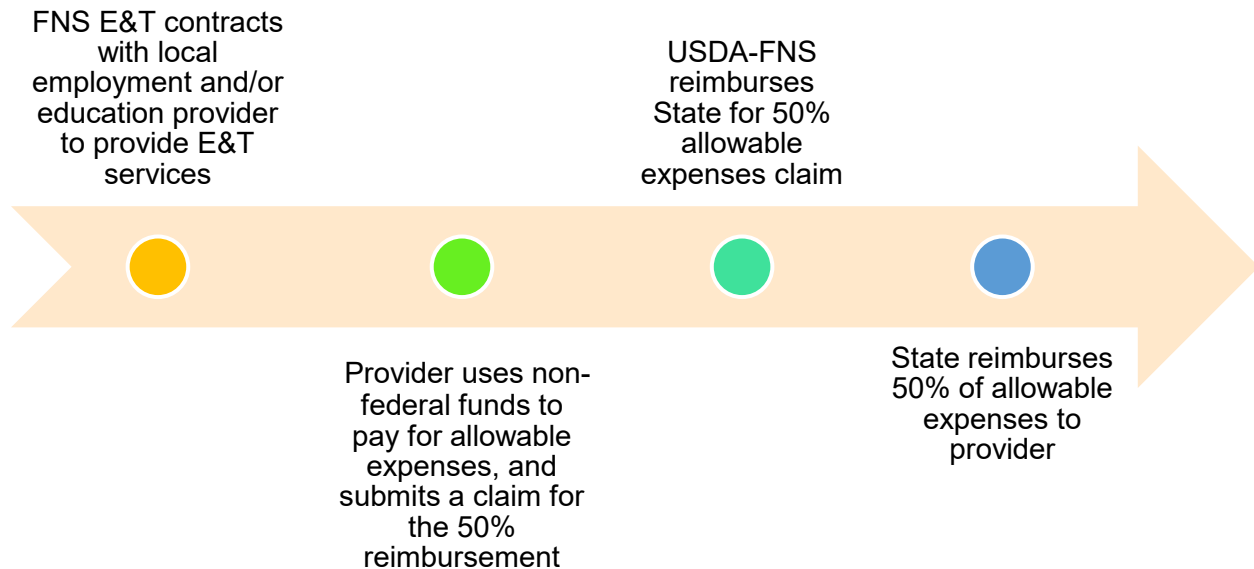 FNS E&T contracts
with local
employment and/or
education provider
to provide E&T
services
Provider uses non-
federal funds to
pay for allowable
expenses, and
submits a claim for
the 50%
reimbursement
USDA-FNS
reimburses
State for 50%
allowable
expenses claim
State reimburses
50% of allowable
expenses to
provider